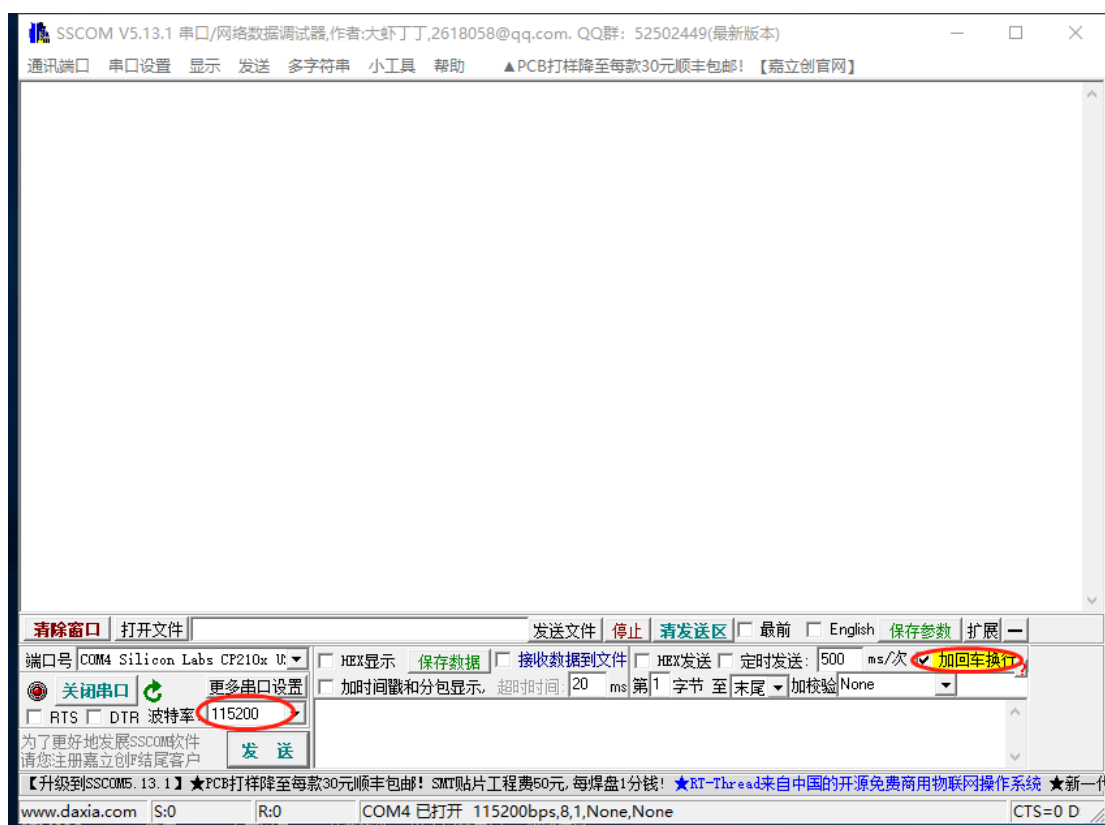 SSCOM V5.13.1 串口/网络数据调试器,作者:大虾丁丁,2618058@qq.com. QQ群: 52502449(最新版本)
通讯端口 串口设置 显示 发送 多字符串 小工具 帮助 ▲PCB打样降至每款30元顺丰包邮! 【嘉立创官网】
清除窗口 打开文件 发送文件 停止 清发送区 最前 English 保存参数 扩展 —
端口号 COM4 Silicon Labs CP210x U HEX显示 保存数据 接收数据到文件 HEX发送 定时发送: 500 ms/次 加回车换行
关闭串口 更多串口设置 加时间戳和分包显示, 超时时间: 20 ms 第1 字节 至 末尾 加校验 None
RTS DTR 波特率: 115200
为了更好地发展SSCOM软件
请您注册嘉立创F结尾客户
发 送
【升级到SSCOM5.13.1】★PCB打样降至每款30元顺丰包邮! SMT贴片工程费50元,每焊盘1分钱! ★RT-Thread来自中国的开源免费商用物联网操作系统 ★新一代
www.daxia.com S:0 R:0 COM4 已打开 115200bps,8,1,None,None CTS=0 D